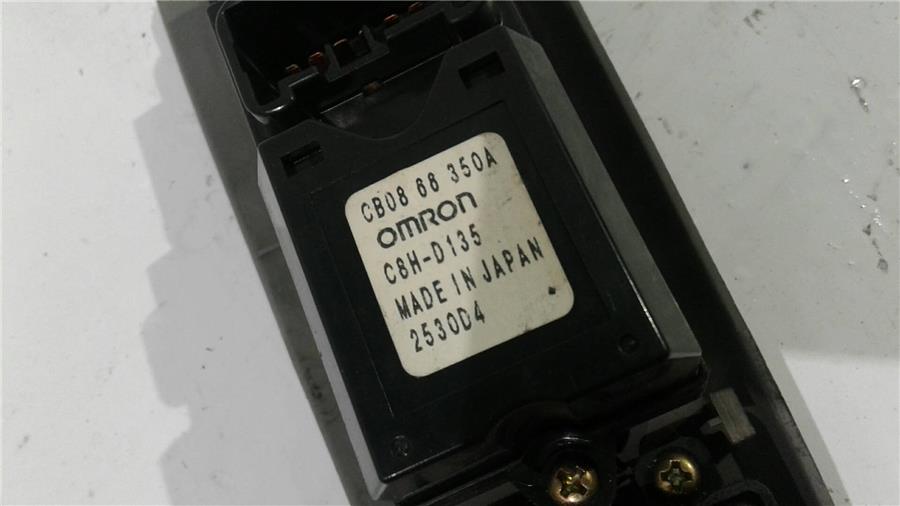 CB08 66 350A
OMRON
C8H-D135
MADE IN JAPAN
2530D4